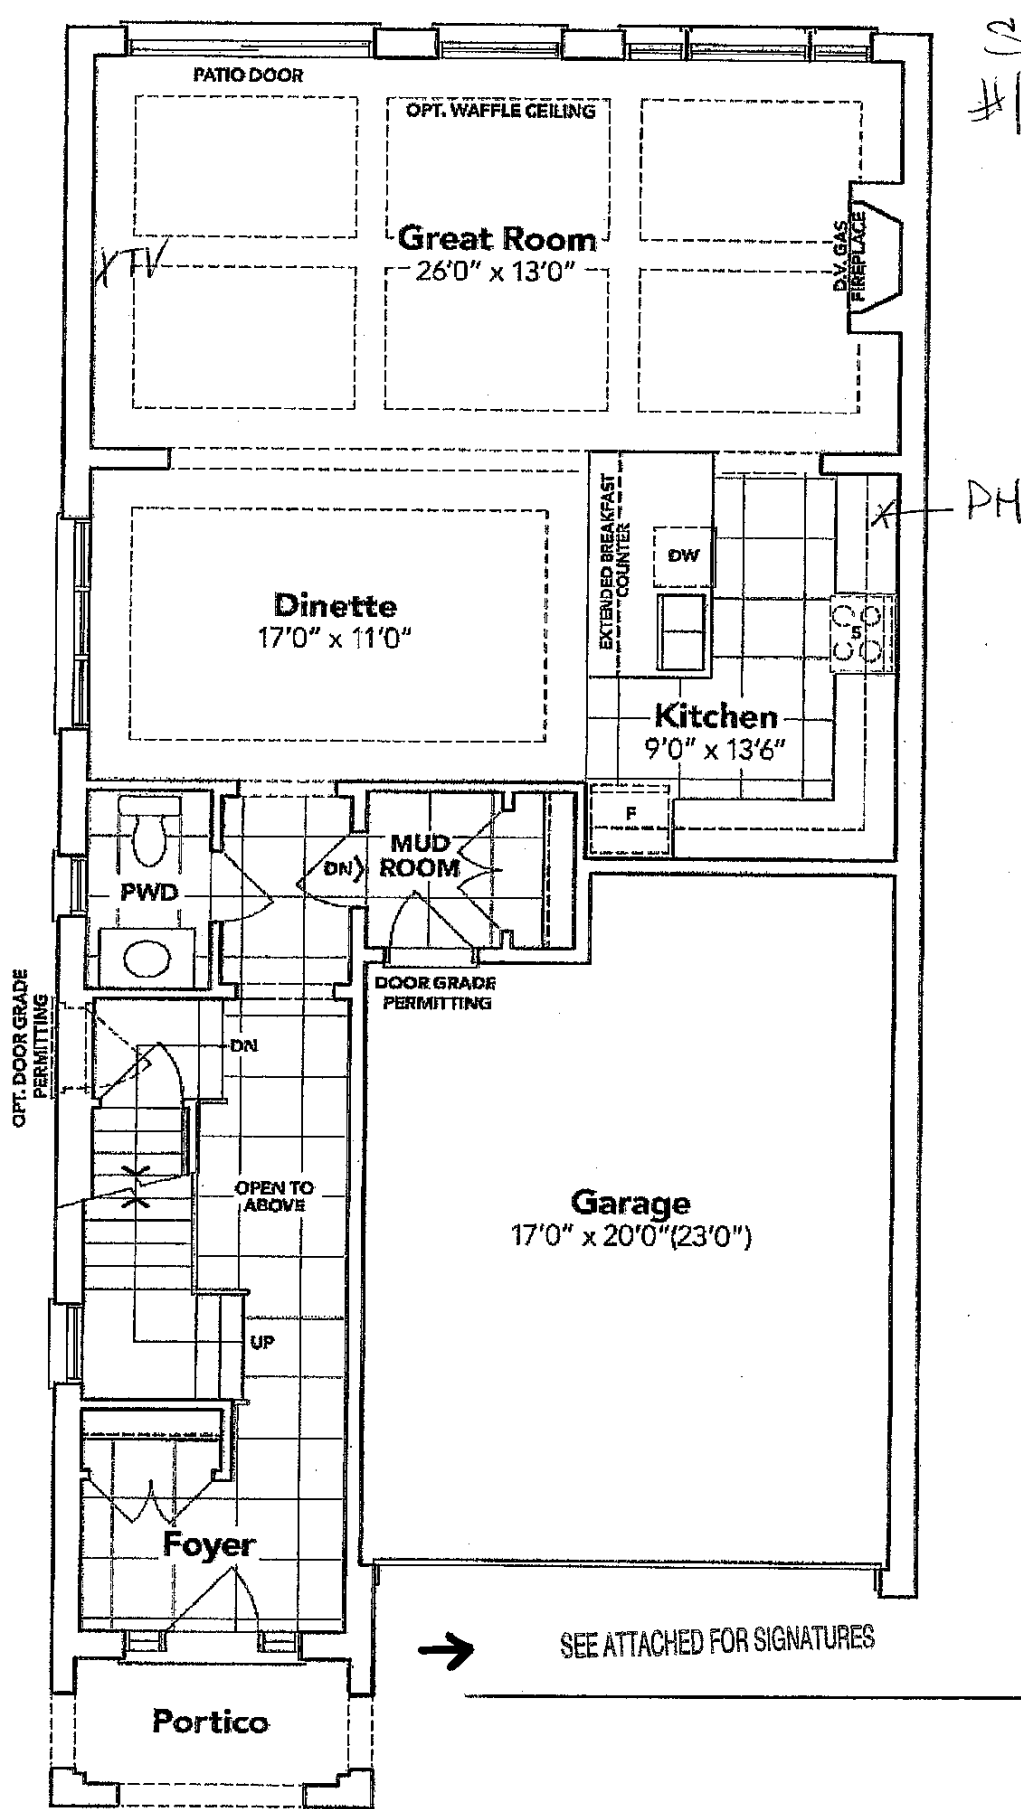 #1
PATIO DOOR
OPT. WAFFLE CEILING
Great Room
26'0" x 13'0"
X TV
D.V. GAS
FIREPLACE
EXTENDED BREAKFAST
COUNTER
DW
X
PH
S
Dinette
17'0" x 11'0"
Kitchen
9'0" x 13'6"
F
MUD
ROOM
DN
PWD
DOOR GRADE
PERMITTING
OPT. DOOR GRADE
PERMITTING
DN
OPEN TO
ABOVE
Garage
17'0" x 20'0"(23'0")
UP
Foyer
SEE ATTACHED FOR SIGNATURES
Portico